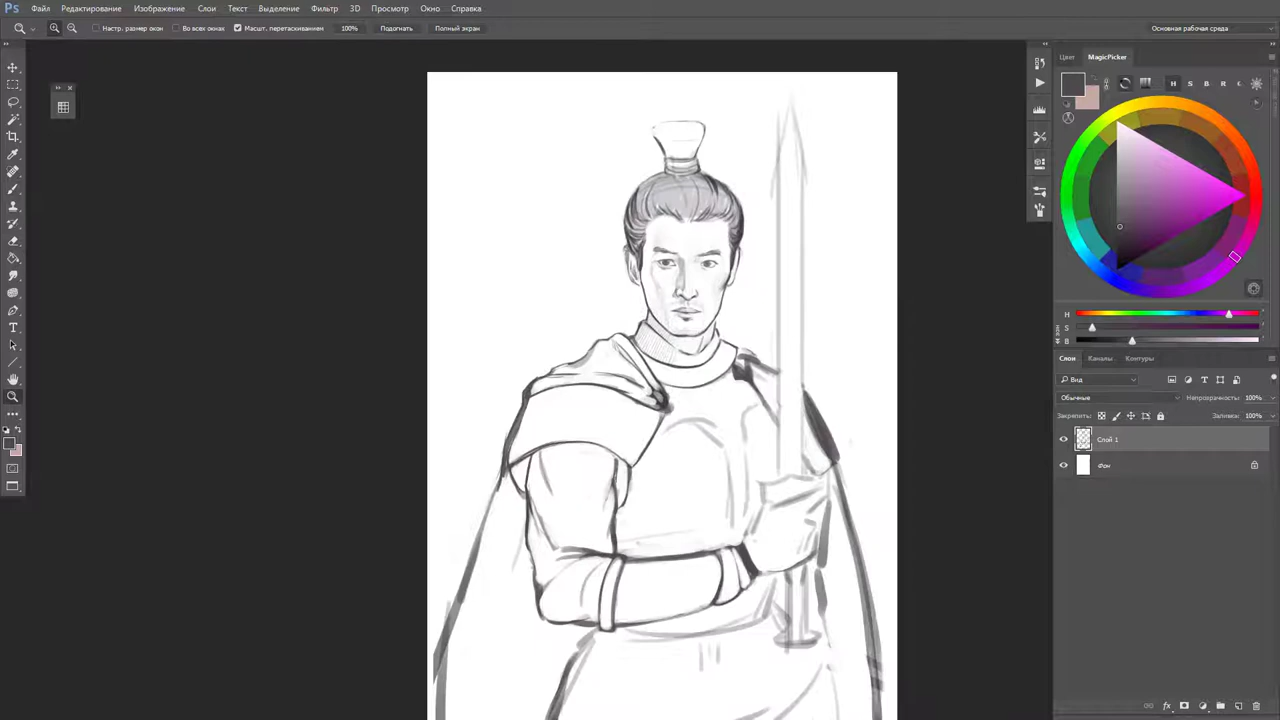 Ps Файл Редактирование Изображение Слои Текст Выделение Фильтр 3D Просмотр Окно Справка
Настр. размер окон Во всех окнах Масшт. перетаскиванием 100% Подогнать Полный экран Основная рабочая среда
Цвет MagicPicker
H S B R
H
S
B
Слои Каналы Контуры
Вид
Обычные Непрозрачность: 100%
Закрепить: Заливка: 100%
Слой 1
Фон
fx